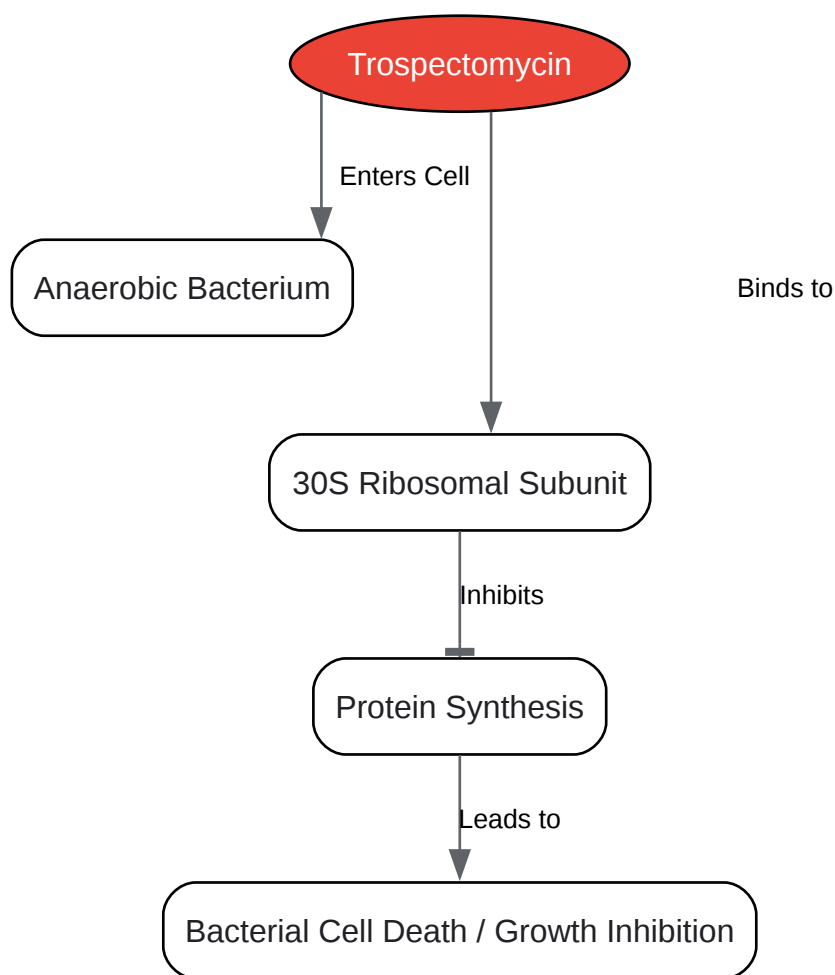 Trospectomycin
Enters Cell
Anaerobic Bacterium
Binds to
30S Ribosomal Subunit
Inhibits
Protein Synthesis
Leads to
Bacterial Cell Death / Growth Inhibition